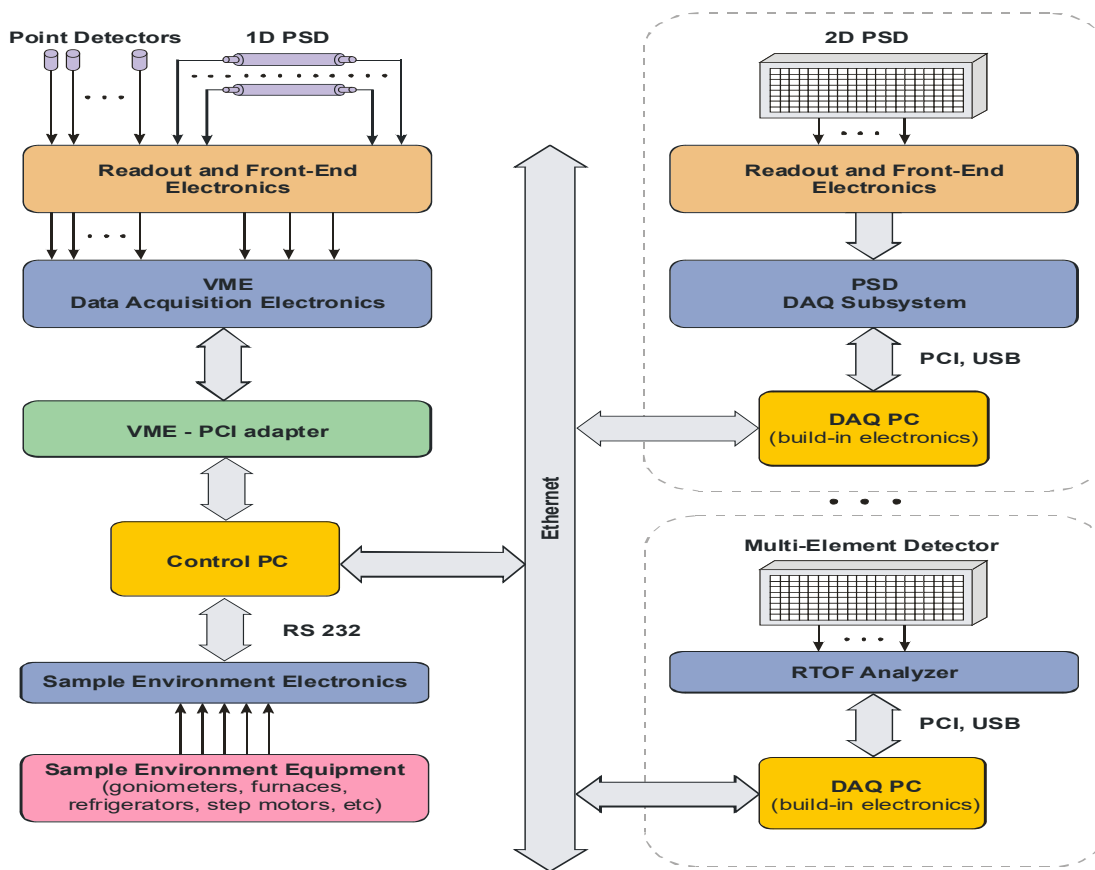 Point Detectors
1D PSD
Readout and Front-End
Electronics
VME
Data Acquisition Electronics
VME - PCI adapter
Control PC
RS 232
Sample Environment Electronics
Sample Environment Equipment
(goniometers, furnaces,
refrigerators, step motors, etc)
Ethernet
2D PSD
Readout and Front-End
Electronics
PSD
DAQ Subsystem
PCI, USB
DAQ PC
(build-in electronics)
Multi-Element Detector
RTOF Analyzer
PCI, USB
DAQ PC
(build-in electronics)